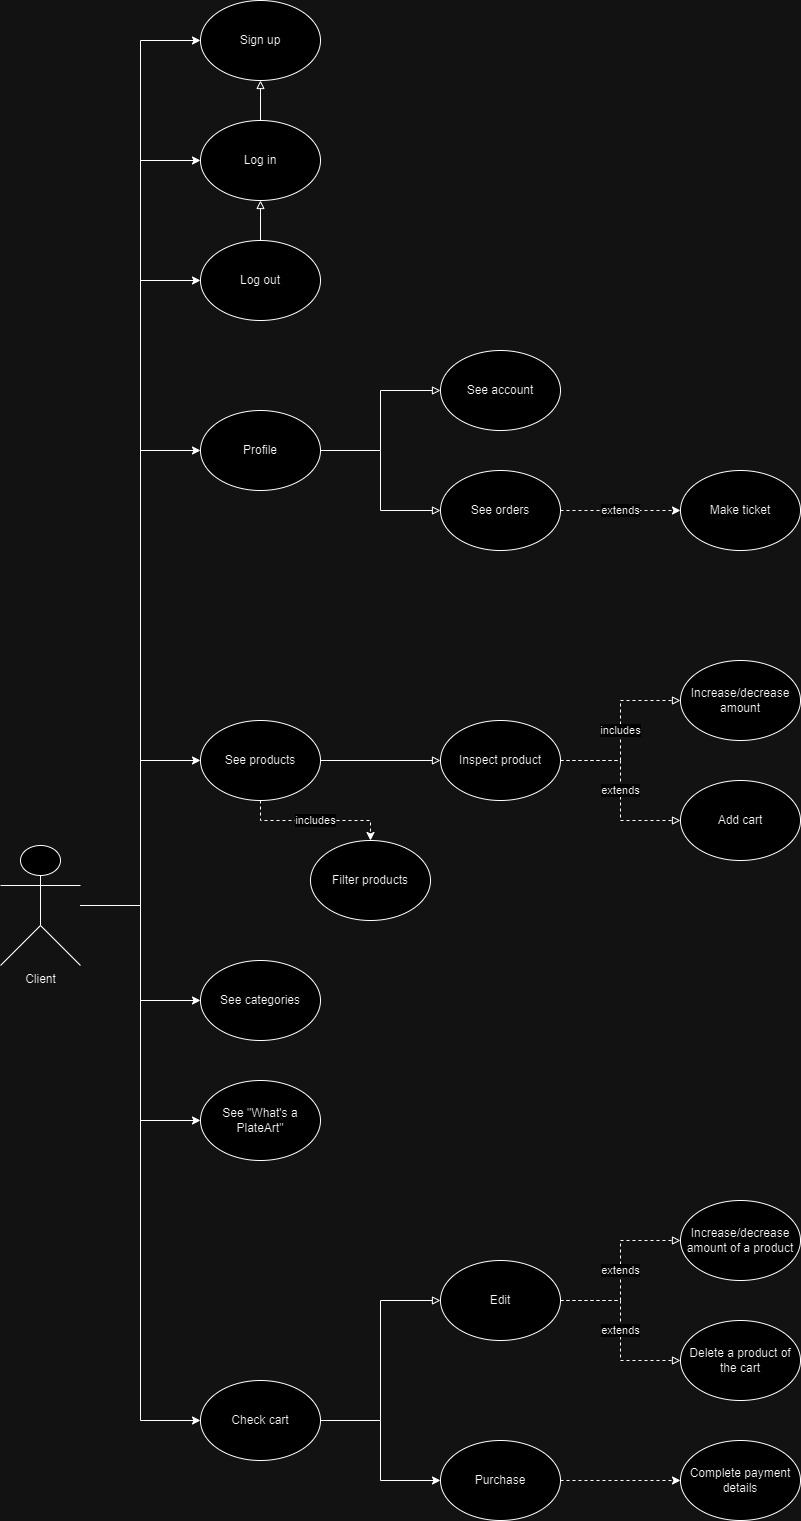 Sign up
Log in
Log out
See account
Profile
See orders
extends
Make ticket
Increase/decrease
amount
includes
See products
Inspect product
extends
Add cart
includes
Filter products
Client
See categories
See "What's a
PlateArt"
Increase/decrease
amount of a product
extends
Edit
extends
Delete a product of
the cart
Check cart
Purchase
Complete payment
details